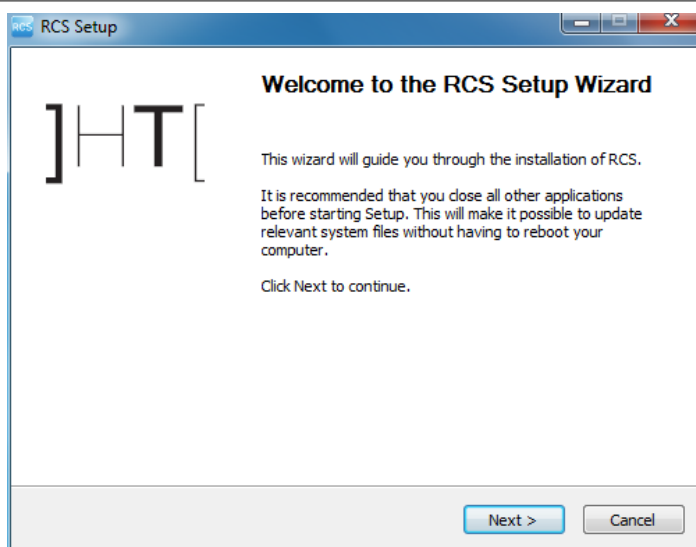 RCS RCS Setup
Welcome to the RCS Setup Wizard
]HT[
This wizard will guide you through the installation of RCS.
It is recommended that you close all other applications
before starting Setup. This will make it possible to update
relevant system files without having to reboot your
computer.
Click Next to continue.
Next >
Cancel